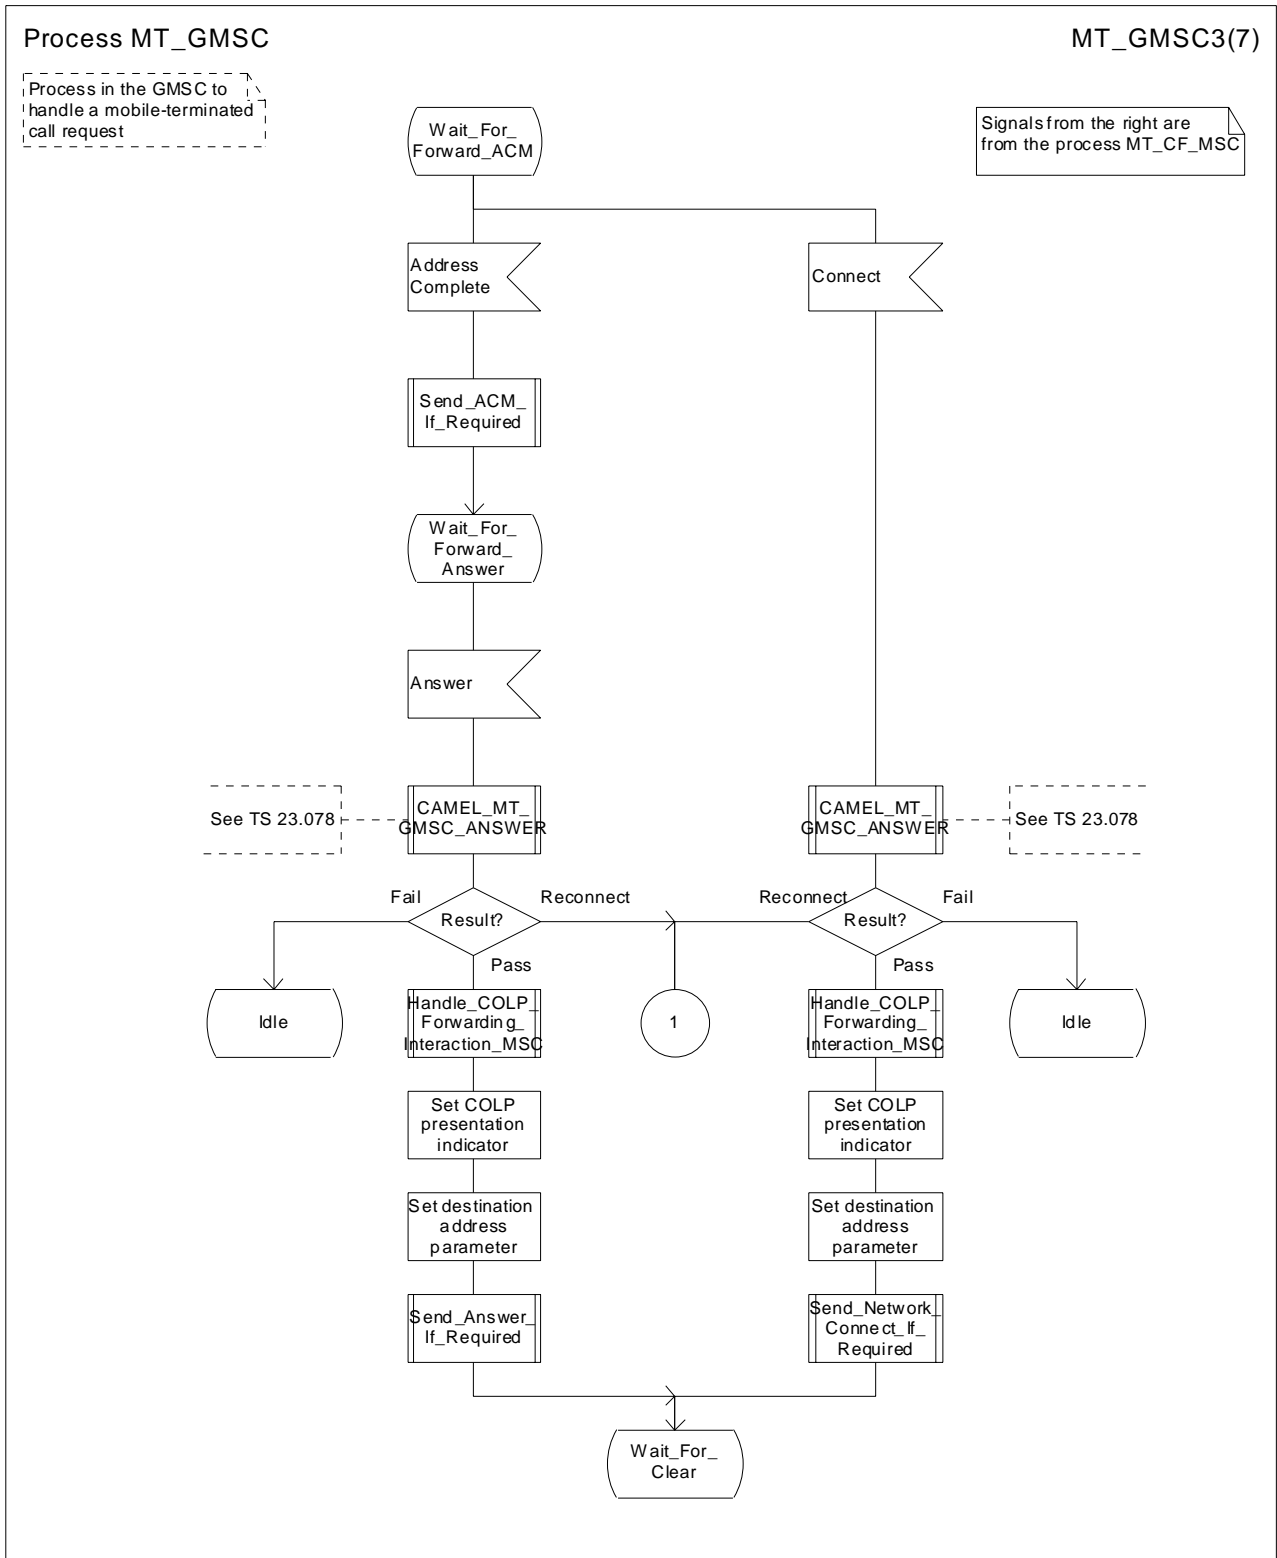 Process MT_GMSC
MT_GMSC3(7)
Process in the GMSC to
handle a mobile-terminated
call request
Signals from the right are
from the process MT_CF_MSC
Wait_For_
Forward_ACM
Address
Complete
Connect
Send_ACM_
If_Required
Wait_For_
Forward_
Answer
Answer
See TS 23.078
CAMEL_MT_
GMSC_ANSWER
CAMEL_MT_
GMSC_ANSWER
See TS 23.078
Fail
Result?
Reconnect
Pass
Reconnect
Result?
Fail
Pass
Idle
Handle_COLP_
Forwarding_
Interaction_MSC
1
Handle_COLP_
Forwarding_
Interaction_MSC
Idle
Set COLP
presentation
indicator
Set COLP
presentation
indicator
Set destination
address
parameter
Set destination
address
parameter
Send_Answer_
If_Required
Send_Network_
Connect_If_
Required
Wait_For_
Clear